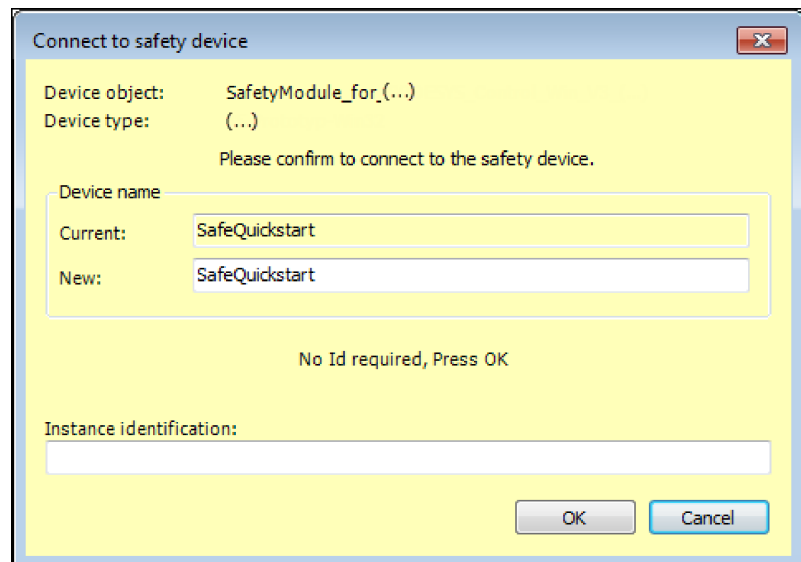 Connect to safety device
Device object: SafetyModule_for_(...)
Device type: (...)
Please confirm to connect to the safety device.
Device name
Current: SafeQuickstart
New: SafeQuickstart
No Id required, Press OK
Instance identification:
OK Cancel